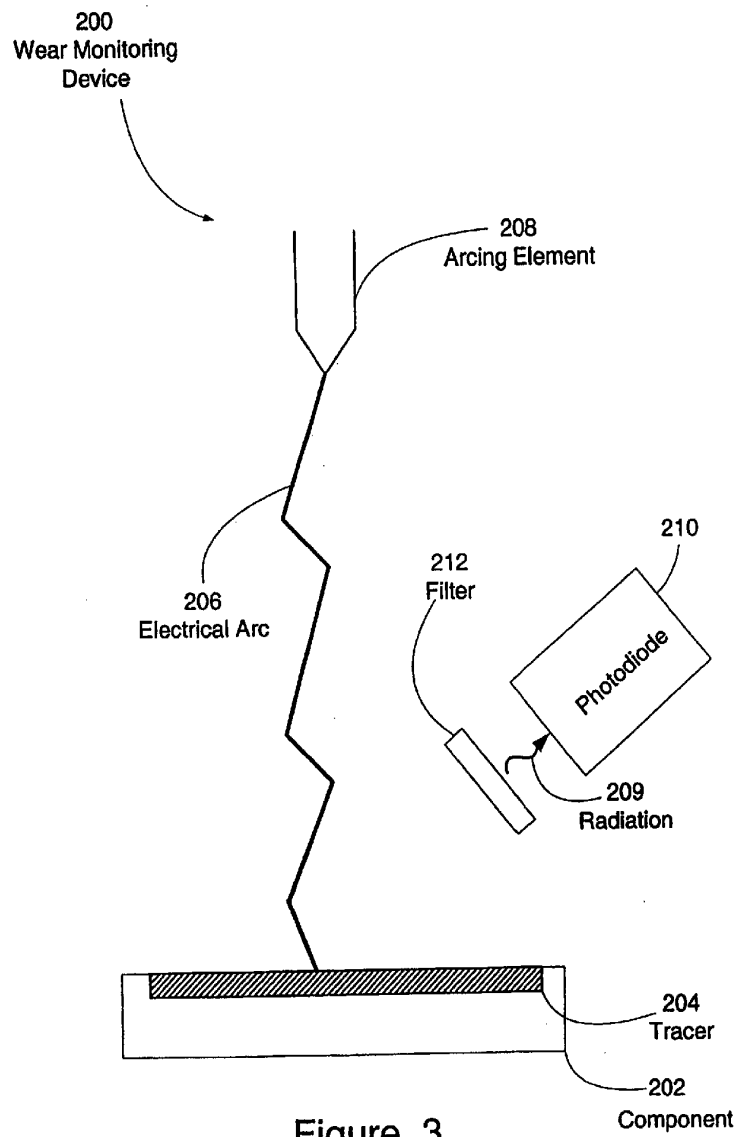 200
Wear Monitoring
Device
208
Arcing Element
210
212
Filter
206
Electrical Arc
Photodiode
209
Radiation
204
Tracer
202
Component
Figure 3